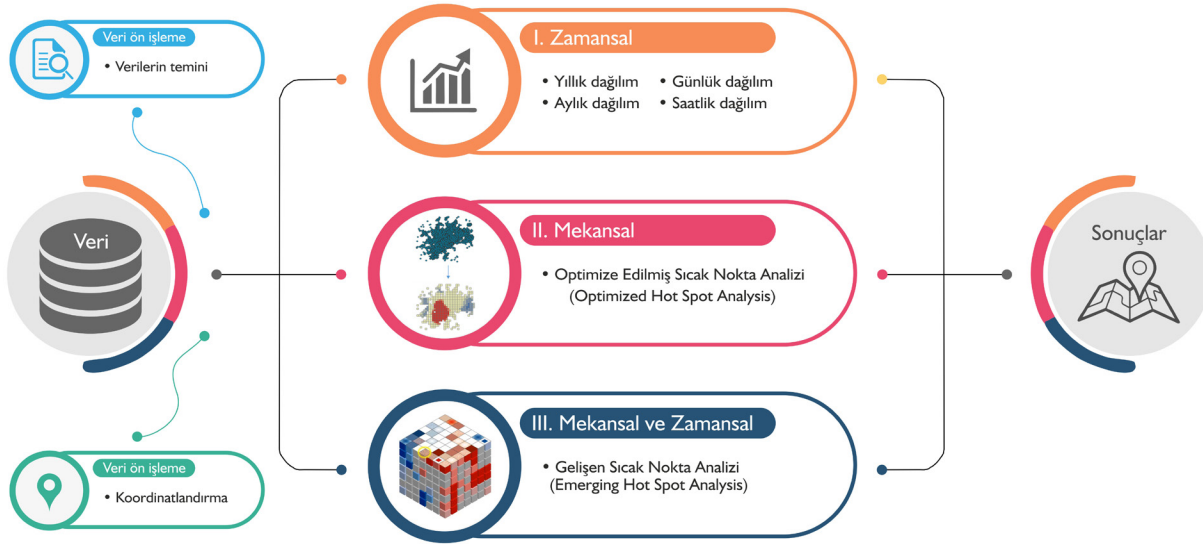 Veri ön işleme
• Verilerin temini
Veri
Veri ön işleme
• Koordinatlandırma
I. Zamansal
• Yıllık dağılım • Günlük dağılım
• Aylık dağılım • Saatlik dağılım
II. Mekansal
• Optimize Edilmiş Sıcak Nokta Analizi
(Optimized Hot Spot Analysis)
III. Mekansal ve Zamansal
• Gelişen Sıcak Nokta Analizi
(Emerging Hot Spot Analysis)
Sonuçlar